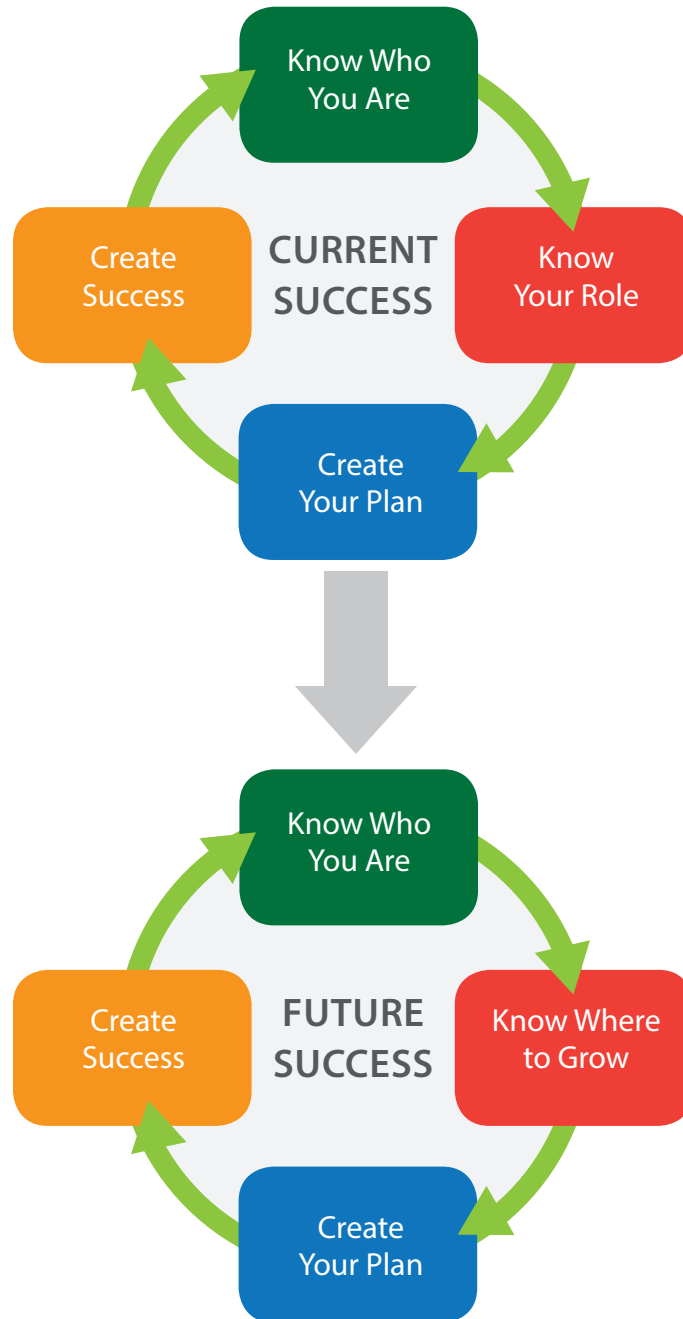 Know Who
You Are
Create
Success
CURRENT
SUCCESS
Know
Your Role
Create
Your Plan
Know Who
You Are
Create
Success
FUTURE
SUCCESS
Know Where
to Grow
Create
Your Plan